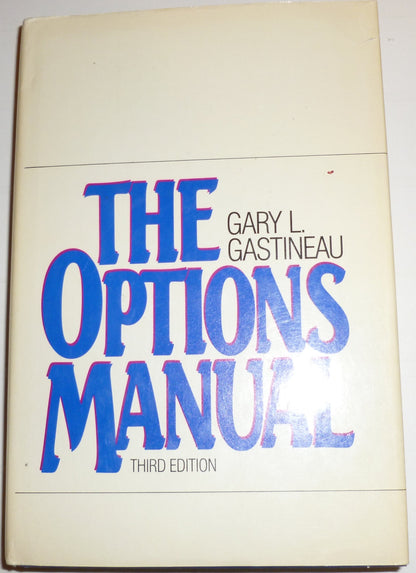 THE
GARY L.
GASTINEAU
OPTIONS
MANUAL
THIRD EDITION